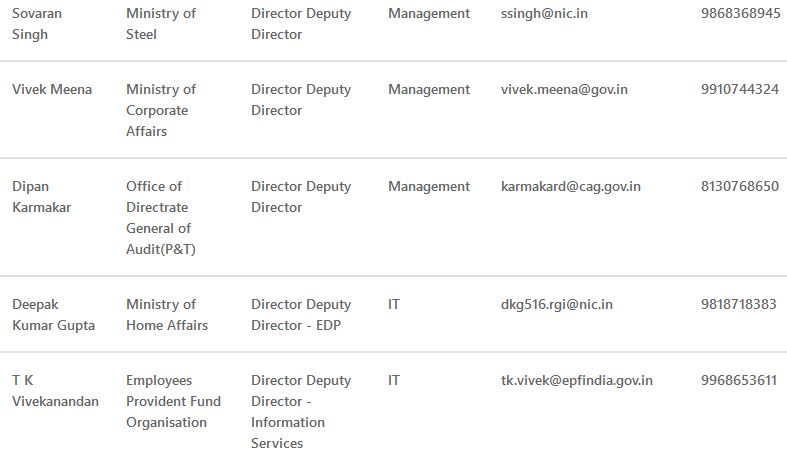 Sovaran Ministry of Director Deputy Management ssingh@nic.in 9868368945
Singh Steel Director
Vivek Meena Ministry of Director Deputy Management vivek.meena@gov.in 9910744324
Corporate Director
Affairs
Dipan Office of Director Deputy Management karmakard@cag.gov.in 8130768650
Karmakar Directrate Director
General of
Audit(P&T)
Deepak Ministry of Director Deputy IT dkg516.rgi@nic.in 9818718383
Kumar Gupta Home Affairs Director - EDP
T K Employees Director Deputy IT tk.vivek@epfindia.gov.in 9968653611
Vivekanandan Provident Fund Director -
Organisation Information
Services